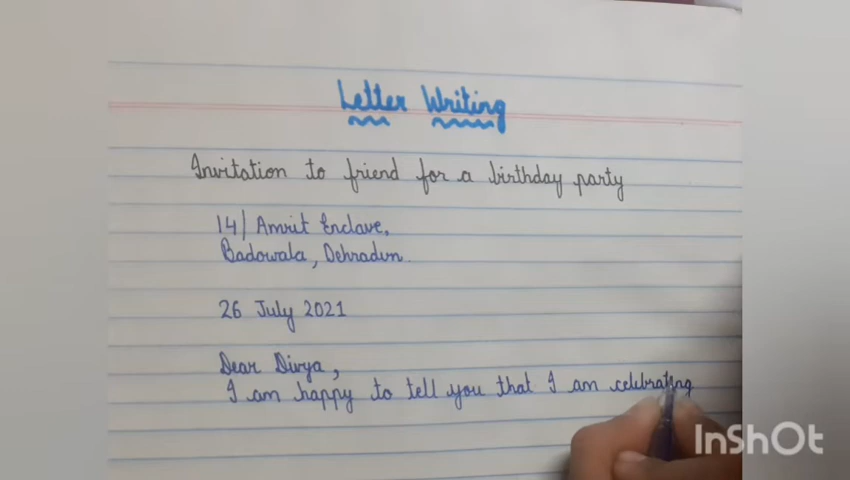 Letter Writing
Invitation to friend for a birthday party
14/ Amrit Enclave,
Badowala, Dehradun.
26 July 2021
Dear Divya,
I am happy to tell you that I am celebrating
InShOt